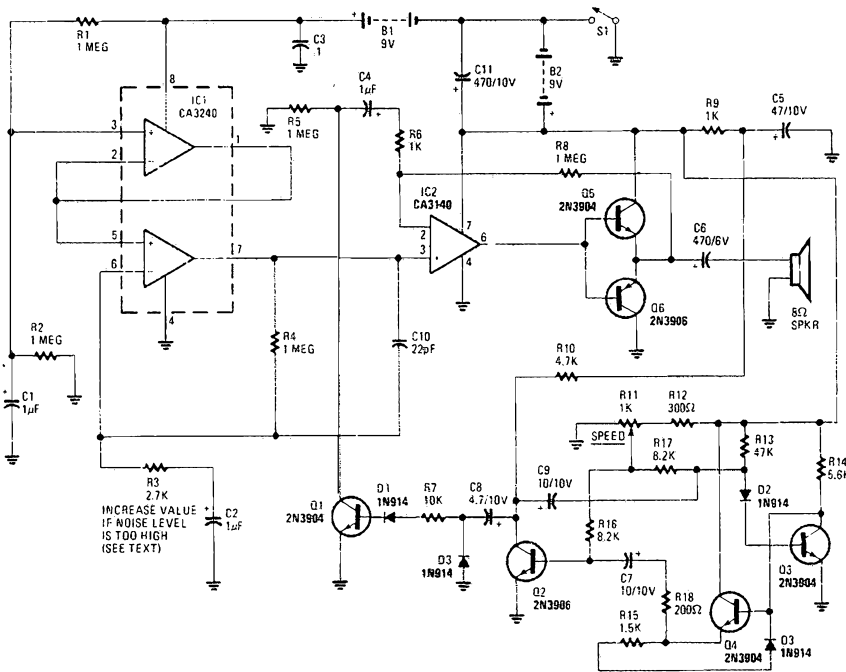 R1
1 MEG
8
C3
.1
+
B1
9V
S1
IC1
CA3240
3
+
1
2
-
5
+
7
6
-
4
R2
1 MEG
+
C1
1µF
R3
2.7K
INCREASE VALUE
IF NOISE LEVEL
IS TOO HIGH
(SEE TEXT)
+
C2
1µF
R4
1 MEG
C10
22pF
R5
1 MEG
C4
1µF
+
R6
1K
C11
470/10V
+
B2
9V
+
R8
1 MEG
IC2
CA3140
2
7
6
3
4
Q5
2N3904
Q6
2N3906
R9
1K
C5
47/10V
+
C6
470/6V
+
8Ω
SPKR
R10
4.7K
R11
1K
R12
300Ω
SPEED
R17
8.2K
R13
47K
R14
5.6K
D2
1N914
Q3
2N3904
C9
10/10V
+
R16
8.2K
C7
10/10V
+
R18
200Ω
R15
1.5K
Q4
2N3904
D3
1N914
Q1
2N3904
D1
1N914
R7
10K
C8
4.7/10V
+
D3
1N914
Q2
2N3906